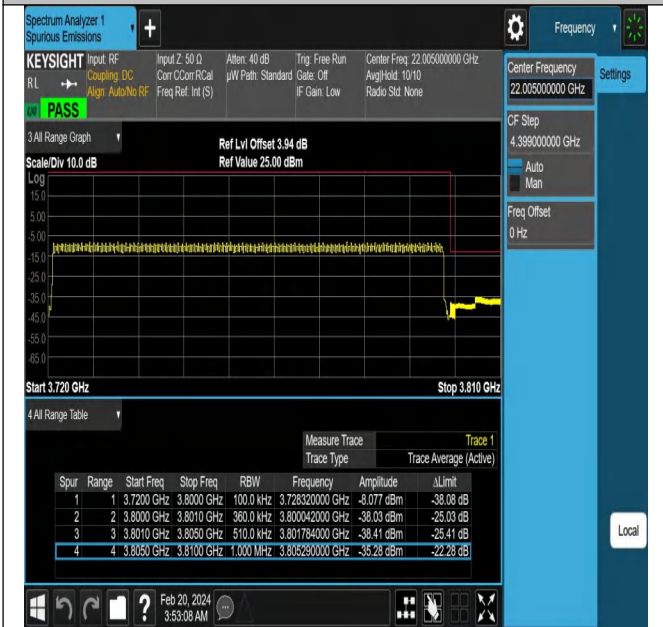 Spectrum Analyzer 1
Spurious Emissions
+
Frequency
KEYSIGHT Input: RF Input Z: 50 Ω Atten: 40 dB Trig: Free Run Center Freq: 22.005000000 GHz
RL Coupling: DC Corr CCorr RCal µW Path: Standard Gate: Off Avg|Hold: 10/10
Align: Auto/No RF Freq Ref: Int (S) IF Gain: Low Radio Std: None
PASS
Center Frequency
22.005000000 GHz
Settings
CF Step
4.399000000 GHz
Auto
Man
Freq Offset
0 Hz
3 All Range Graph
Ref Lvl Offset 3.94 dB
Scale/Div 10.0 dB Ref Value 25.00 dBm
Log
15.0
5.00
-5.00
-15.0
-25.0
-35.0
-45.0
-55.0
-65.0
Start 3.720 GHz Stop 3.810 GHz
4 All Range Table
Measure Trace Trace 1
Trace Type Trace Average (Active)
Spur Range Start Freq Stop Freq RBW Frequency Amplitude ΔLimit
1 1 3.7200 GHz 3.8000 GHz 100.0 kHz 3.728320000 GHz -8.077 dBm -38.08 dB
2 2 3.8000 GHz 3.8010 GHz 360.0 kHz 3.800042000 GHz -38.03 dBm -25.03 dB
3 3 3.8010 GHz 3.8050 GHz 510.0 kHz 3.801784000 GHz -38.41 dBm -25.41 dB
4 4 3.8050 GHz 3.8100 GHz 1.000 MHz 3.805290000 GHz -35.28 dBm -22.28 dB
Local
? Feb 20, 2024
3:53:08 AM